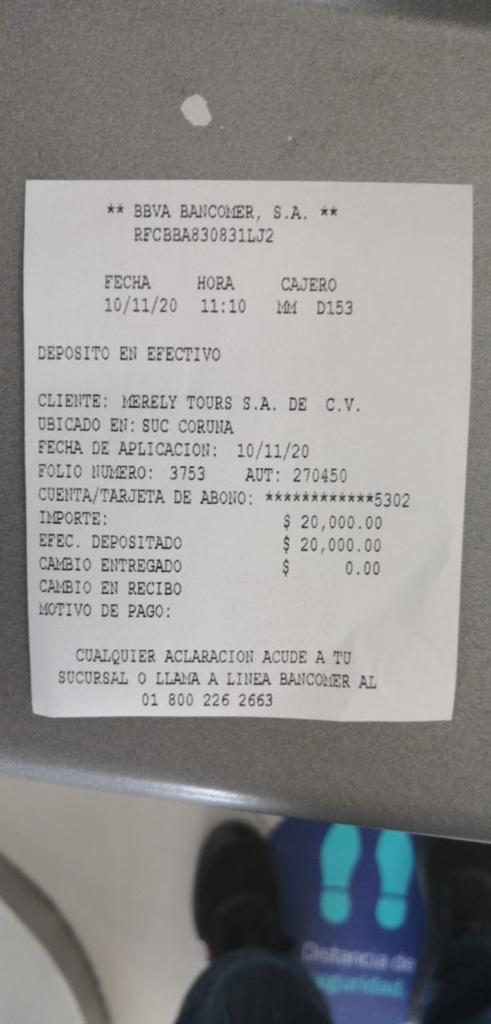 ** BBVA BANCOMER, S.A. **
RFCBBA830831LJ2
FECHA HORA CAJERO
10/11/20 11:10 MM D153
DEPOSITO EN EFECTIVO
CLIENTE: MERELY TOURS S.A. DE C.V.
UBICADO EN: SUC CORUNA
FECHA DE APLICACION: 10/11/20
FOLIO NUMERO: 3753 AUT: 270450
CUENTA/TARJETA DE ABONO: ************5302
IMPORTE: $ 20,000.00
EFEC. DEPOSITADO $ 20,000.00
CAMBIO ENTREGADO $ 0.00
CAMBIO EN RECIBO
MOTIVO DE PAGO:
CUALQUIER ACLARACION ACUDE A TU
SUCURSAL O LLAMA A LINEA BANCOMER AL
01 800 226 2663
Distancia de
seguridad.